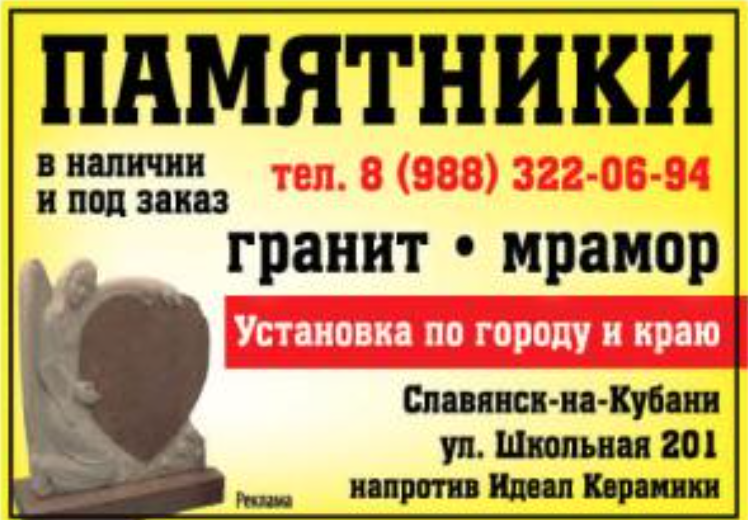 ПАМЯТНИКИ
в наличии
и под заказ
тел. 8 (988) 322-06-94
гранит • мрамор
Установка по городу и краю
Славянск-на-Кубани
ул. Школьная 201
напротив Идеал Керамики
Реклама